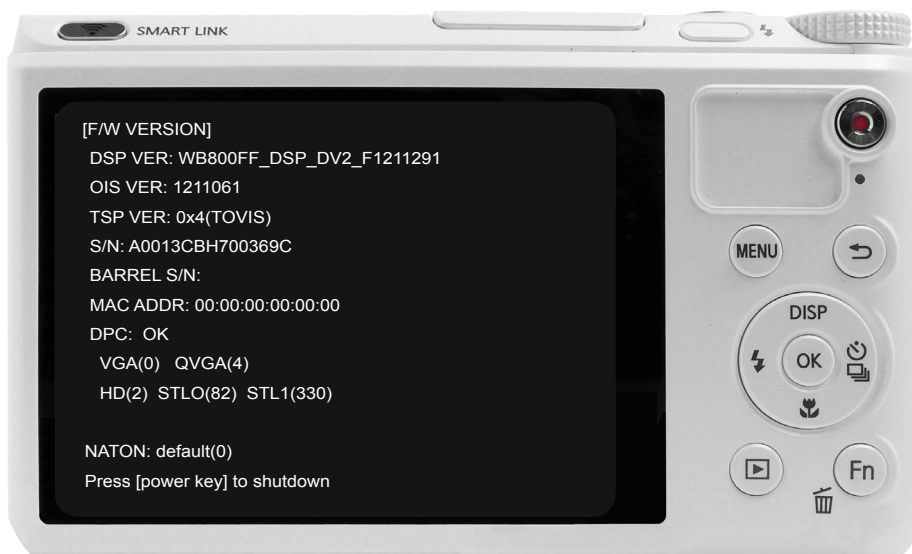 SMART LINK
[F/W VERSION]
DSP VER: WB800FF_DSP_DV2_F1211291
OIS VER: 1211061
TSP VER: 0x4(TOVIS)
S/N: A0013CBH700369C
BARREL S/N:
MAC ADDR: 00:00:00:00:00:00
DPC: OK
VGA(0) QVGA(4)
HD(2) STLO(82) STL1(330)
NATON: default(0)
Press [power key] to shutdown
MENU
DISP
OK
Fn